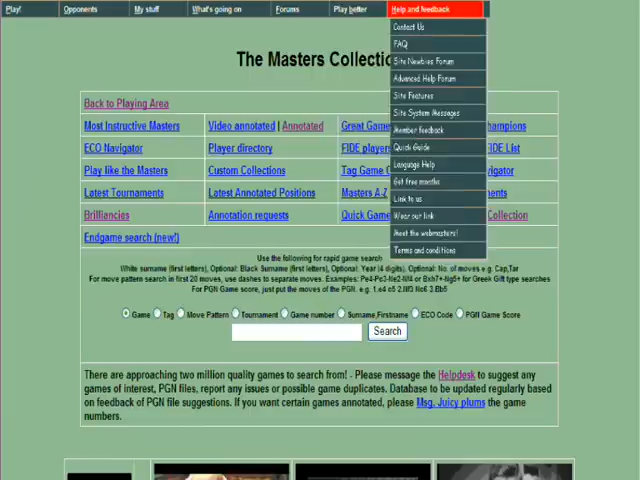 Play! Opponents My stuff What's going on Forums Play better Help and feedback
Contact Us
FAQ
Site Newbies Forum
Advanced Help Forum
Site Features
Site System Messages
Member feedback
Quick Guide
Language Help
Get free months
Link to us
Wear our link
Meet the webmasters!
Terms and conditions
The Masters Collectio
Back to Playing Area
Most Instructive Masters Video annotated | Annotated Great Game hampions
ECO Navigator Player directory FIDE players IDE List
Play like the Masters Custom Collections Tag Game C vigator
Latest Tournaments Latest Annotated Positions Masters A-Z ents
Brilliancies Annotation requests Quick Game Collection
Endgame search (new!)
Use the following for rapid game search
White surname (first letters), Optional: Black Surname (first letters), Optional: Year (4 digits), Optional: No. of moves e.g. Cap,Tar
For move pattern search in first 20 moves, use dashes to separate moves. Examples: Pe4-Pc3-Ne2-Nf4 or Bxh7+-Ng5+ for Greek Gift type searches
For PGN Game score, just put the moves of the PGN. i.e. 1.e4 c5 2.Nf3 Nc6 3.Bb5
Game Tag Move Pattern Tournament Game number Surname,Firstname ECO Code PGN Game Score
Search
There are approaching two million quality games to search from! - Please message the Helpdesk to suggest any
games of interest, PGN files, report any issues or possible game duplicates. Database to be updated regularly based
on feedback of PGN file suggestions. If you want certain games annotated, please Msg. Juicy plums the game
numbers.